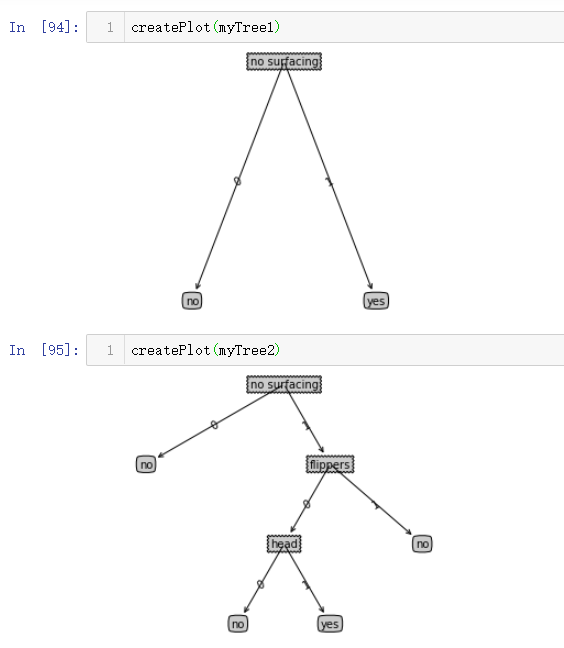 In [94]: 1 createPlot(myTree1)
no surfacing
0 1
no yes
In [95]: 1 createPlot(myTree2)
no surfacing
0 1
no flippers
0 1
head no
0 1
no yes